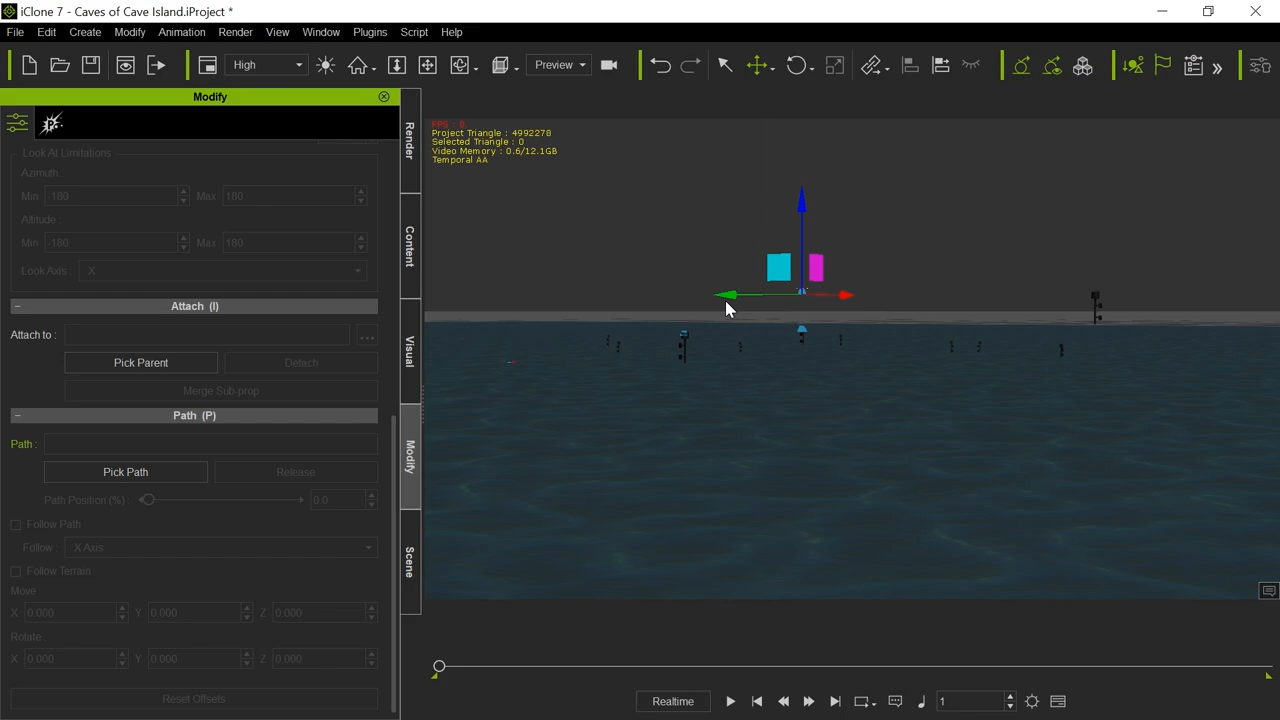 iClone 7 - Caves of Cave Island.iProject *
File Edit Create Modify Animation Render View Window Plugins Script Help
High Preview
Modify
Look At Limitations
Azimuth
Min -180 Max 180
Altitude
Min -180 Max 180
Look Axis X
Attach (I)
Attach to :
Pick Parent Detach
Merge Sub-prop
Path (P)
Path :
Pick Path Release
Path Position (%) : 0.0
Follow Path
Follow : X Axis
Follow Terrain
Move
X 0.000 Y 0.000 Z 0.000
Rotate :
X 0.000 Y 0.000 Z 0.000
Reset Offsets
Render
Content
Visual
Modify
Scene
FPS : 0
Project Triangle : 4992278
Selected Triangle : 0
Video Memory : 0.6/12.1GB
Temporal AA
Realtime 1